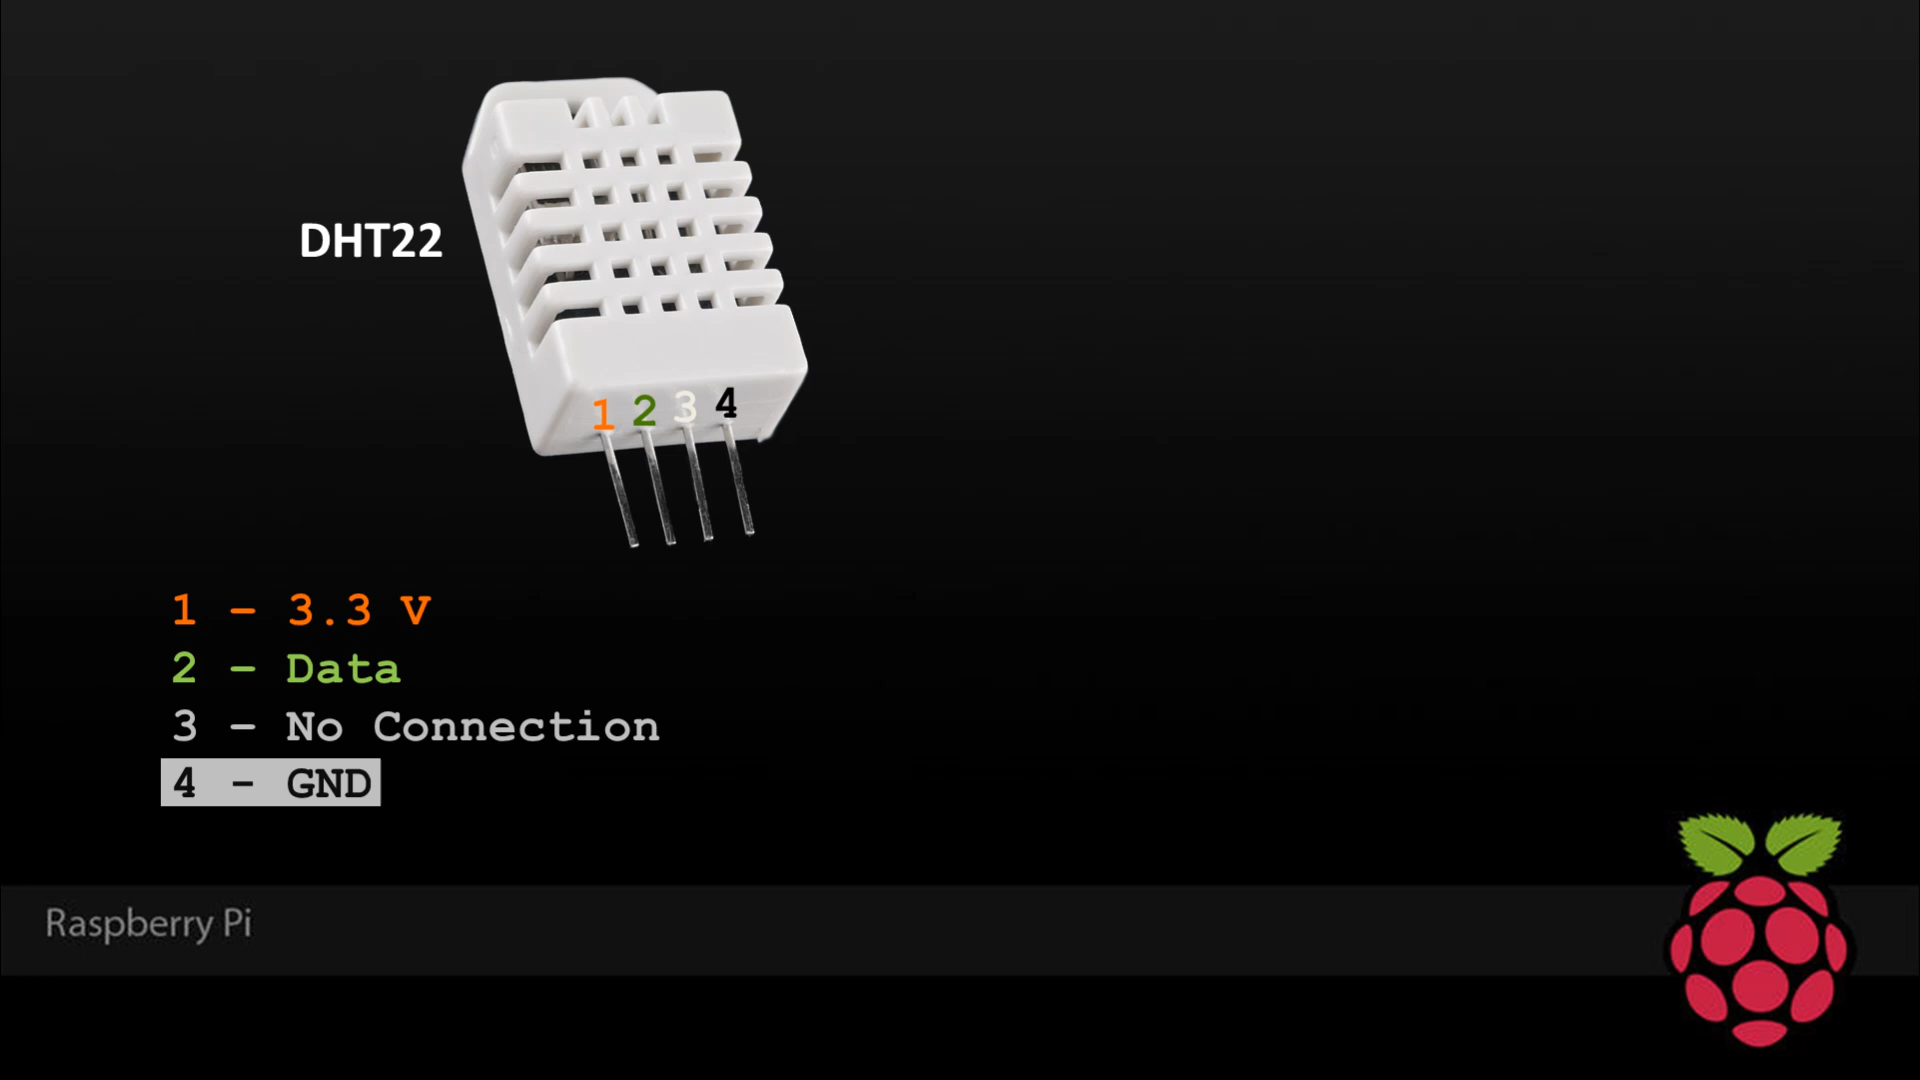 DHT22
1 2 3 4
1 - 3.3 V
2 - Data
3 - No Connection
4 - GND
Raspberry Pi